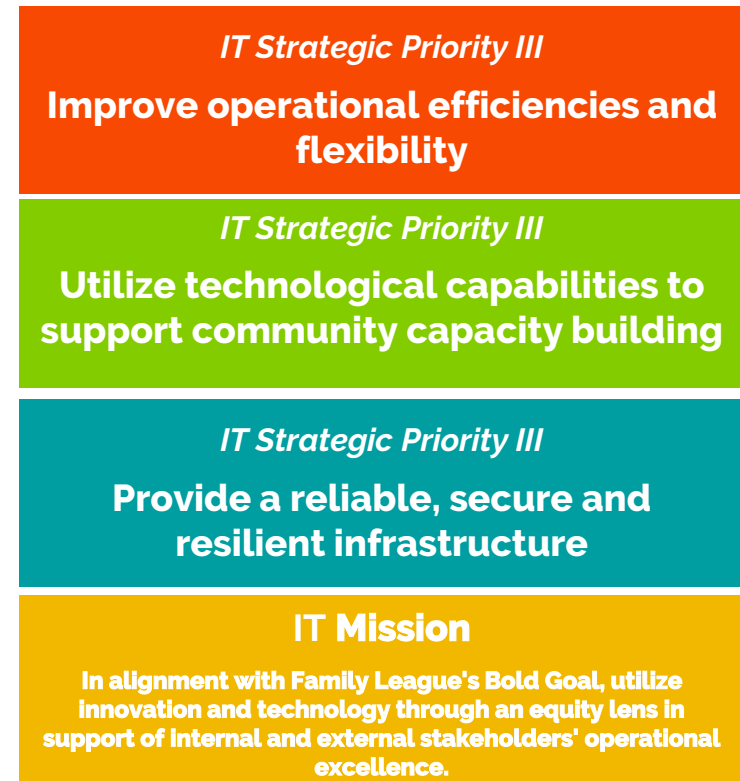 IT Strategic Priority III
Improve operational efficiencies and
flexibility
IT Strategic Priority III
Utilize technological capabilities to
support community capacity building
IT Strategic Priority III
Provide a reliable, secure and
resilient infrastructure
IT Mission
In alignment with Family League's Bold Goal, utilize
innovation and technology through an equity lens in
support of internal and external stakeholders' operational
excellence.